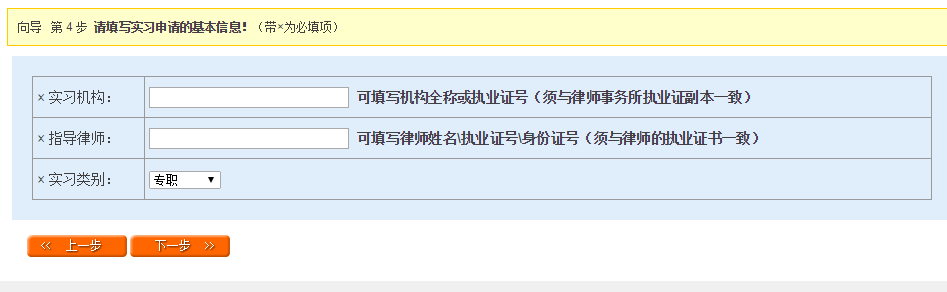 向导 第 4 步 请填写实习申请的基本信息!（带×为必填项）
× 实习机构： 可填写机构全称或执业证号（须与律师事务所执业证副本一致）
× 指导律师： 可填写律师姓名\执业证号\身份证号（须与律师的执业证书一致）
× 实习类别： 专职
上一步 下一步